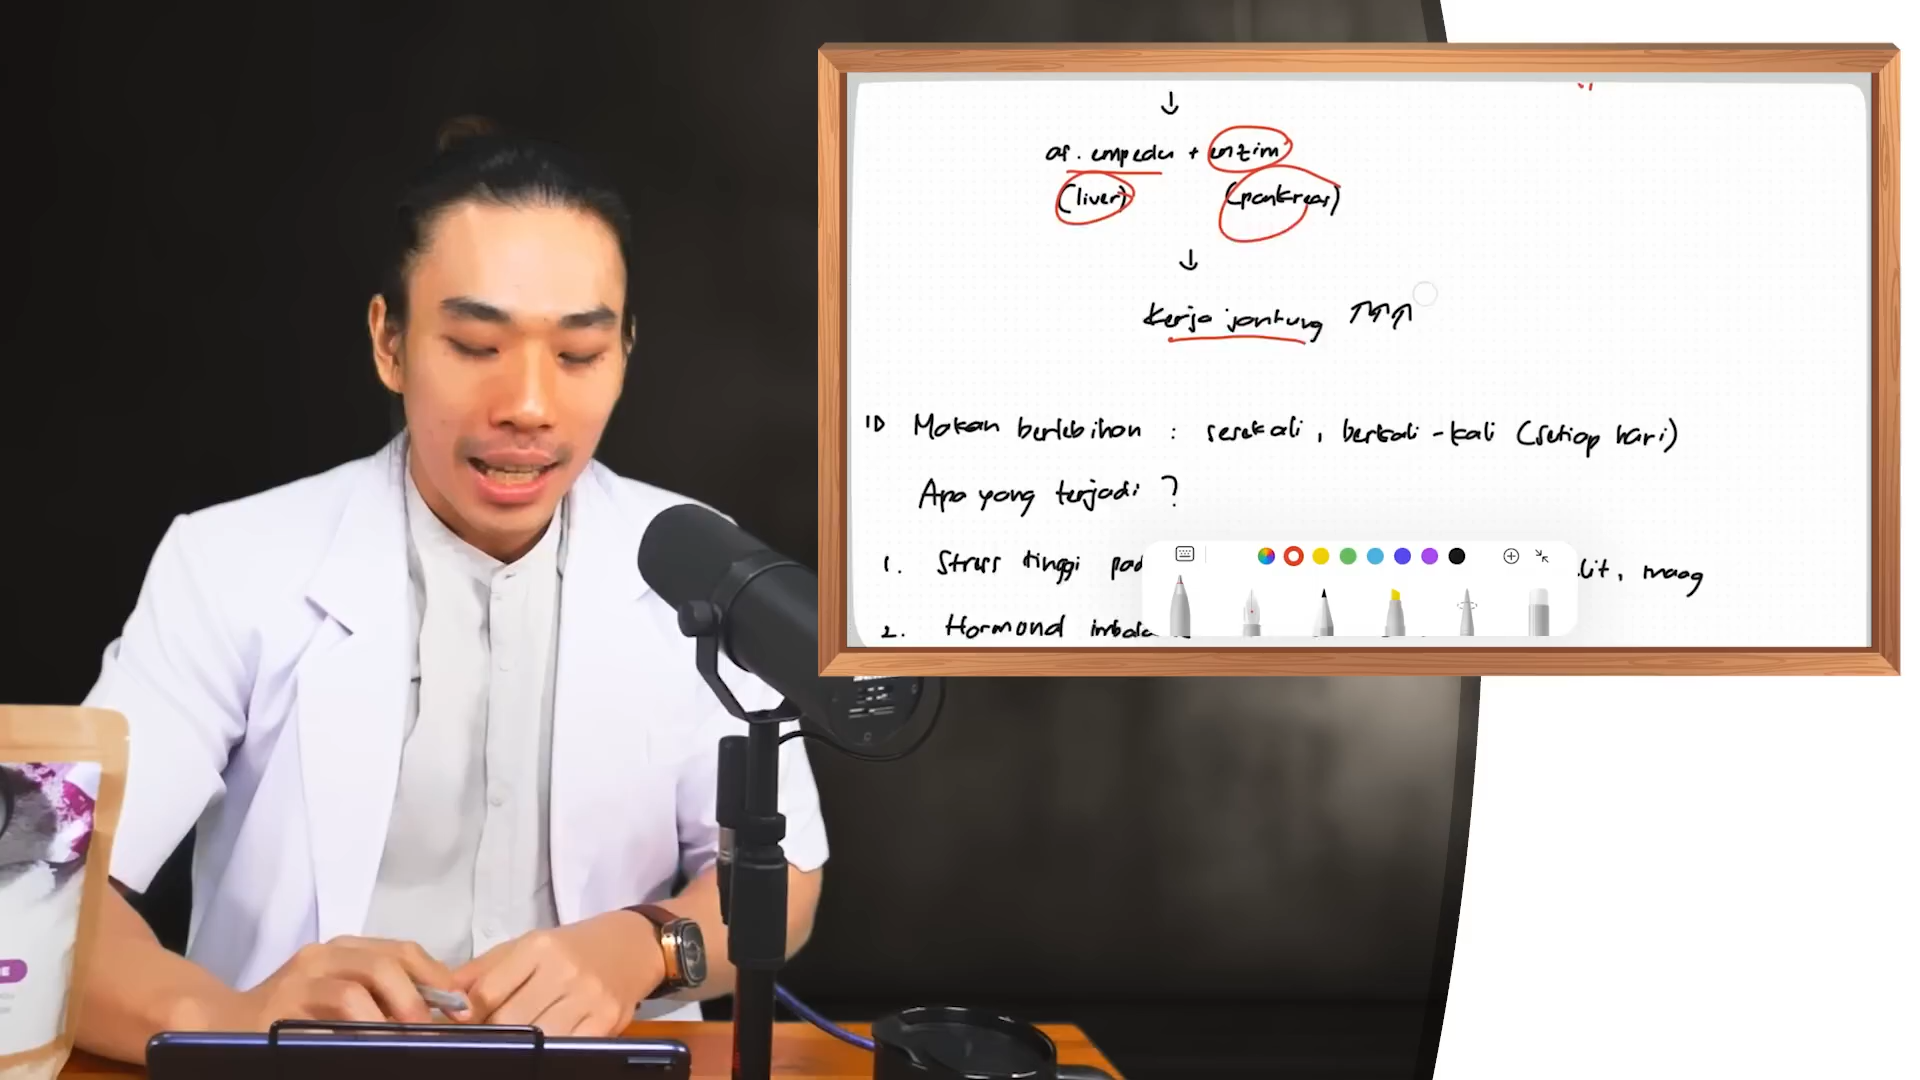 ↓
as. empedu + enzim
(liver) (pankreas)
↓
Kerja jantung ↑↑↑
1) Makan berlebihan : sesekali, berkali-kali (setiap hari)
Apa yang terjadi ?
1. Stress tinggi pad lit, maag
2. Hormonal imbala
E